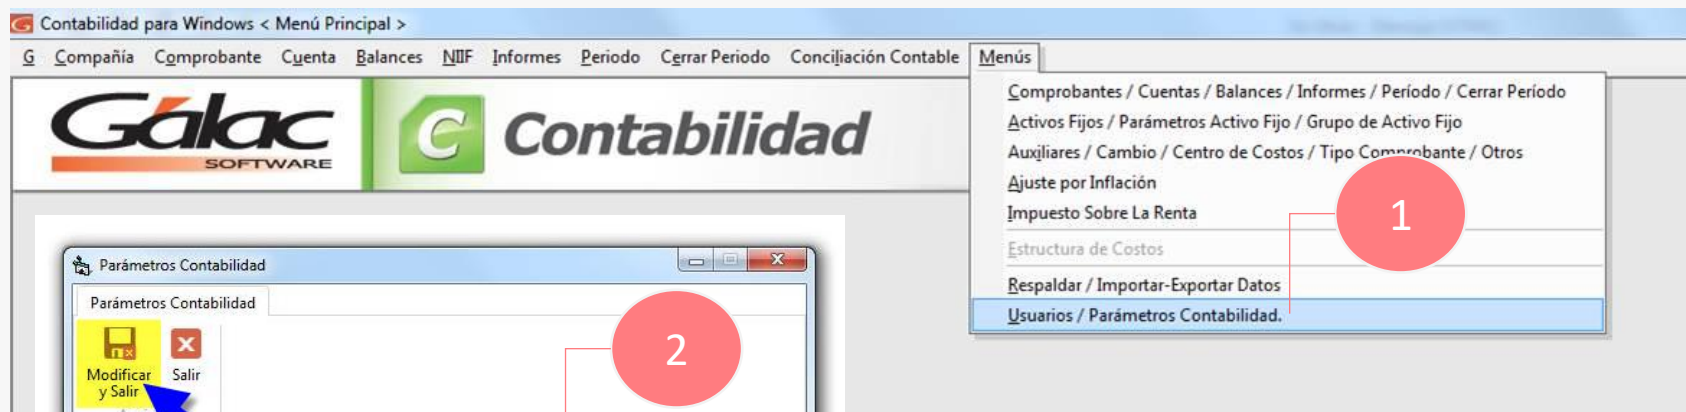 G Contabilidad para Windows < Menú Principal >
G Compañía Comprobante Cuenta Balances NIIF Informes Periodo Cerrar Periodo Conciliación Contable Menús
Gálac
SOFTWARE
C Contabilidad
Comprobantes / Cuentas / Balances / Informes / Período / Cerrar Período
Activos Fijos / Parámetros Activo Fijo / Grupo de Activo Fijo
Auxiliares / Cambio / Centro de Costos / Tipo Comprobante / Otros
Ajuste por Inflación
Impuesto Sobre La Renta
Estructura de Costos
Respaldar / Importar-Exportar Datos
Usuarios / Parámetros Contabilidad.
1
Parámetros Contabilidad
Parámetros Contabilidad
Modificar
y Salir
Salir
2